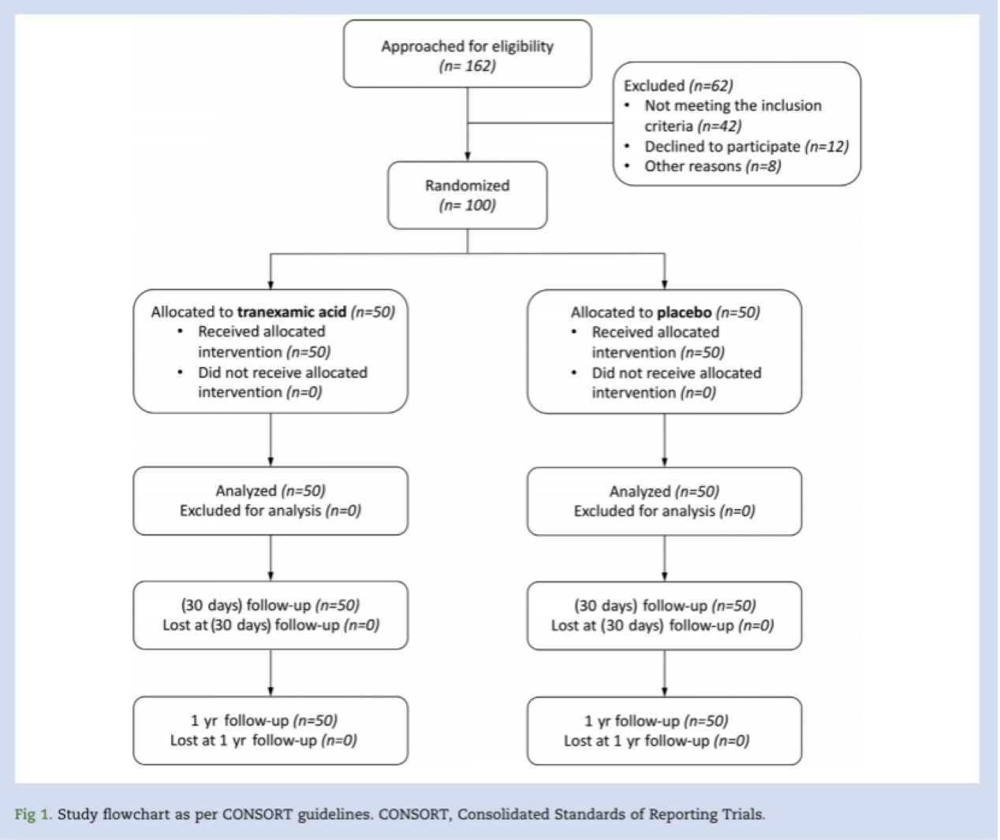 Approached for eligibility
(n= 162)
Excluded (n=62)
• Not meeting the inclusion
criteria (n=42)
• Declined to participate (n=12)
• Other reasons (n=8)
Randomized
(n= 100)
Allocated to tranexamic acid (n=50)
• Received allocated
intervention (n=50)
• Did not receive allocated
intervention (n=0)
Allocated to placebo (n=50)
• Received allocated
intervention (n=50)
• Did not receive allocated
intervention (n=0)
Analyzed (n=50)
Excluded for analysis (n=0)
Analyzed (n=50)
Excluded for analysis (n=0)
(30 days) follow-up (n=50)
Lost at (30 days) follow-up (n=0)
(30 days) follow-up (n=50)
Lost at (30 days) follow-up (n=0)
1 yr follow-up (n=50)
Lost at 1 yr follow-up (n=0)
1 yr follow-up (n=50)
Lost at 1 yr follow-up (n=0)
Fig 1. Study flowchart as per CONSORT guidelines. CONSORT, Consolidated Standards of Reporting Trials.